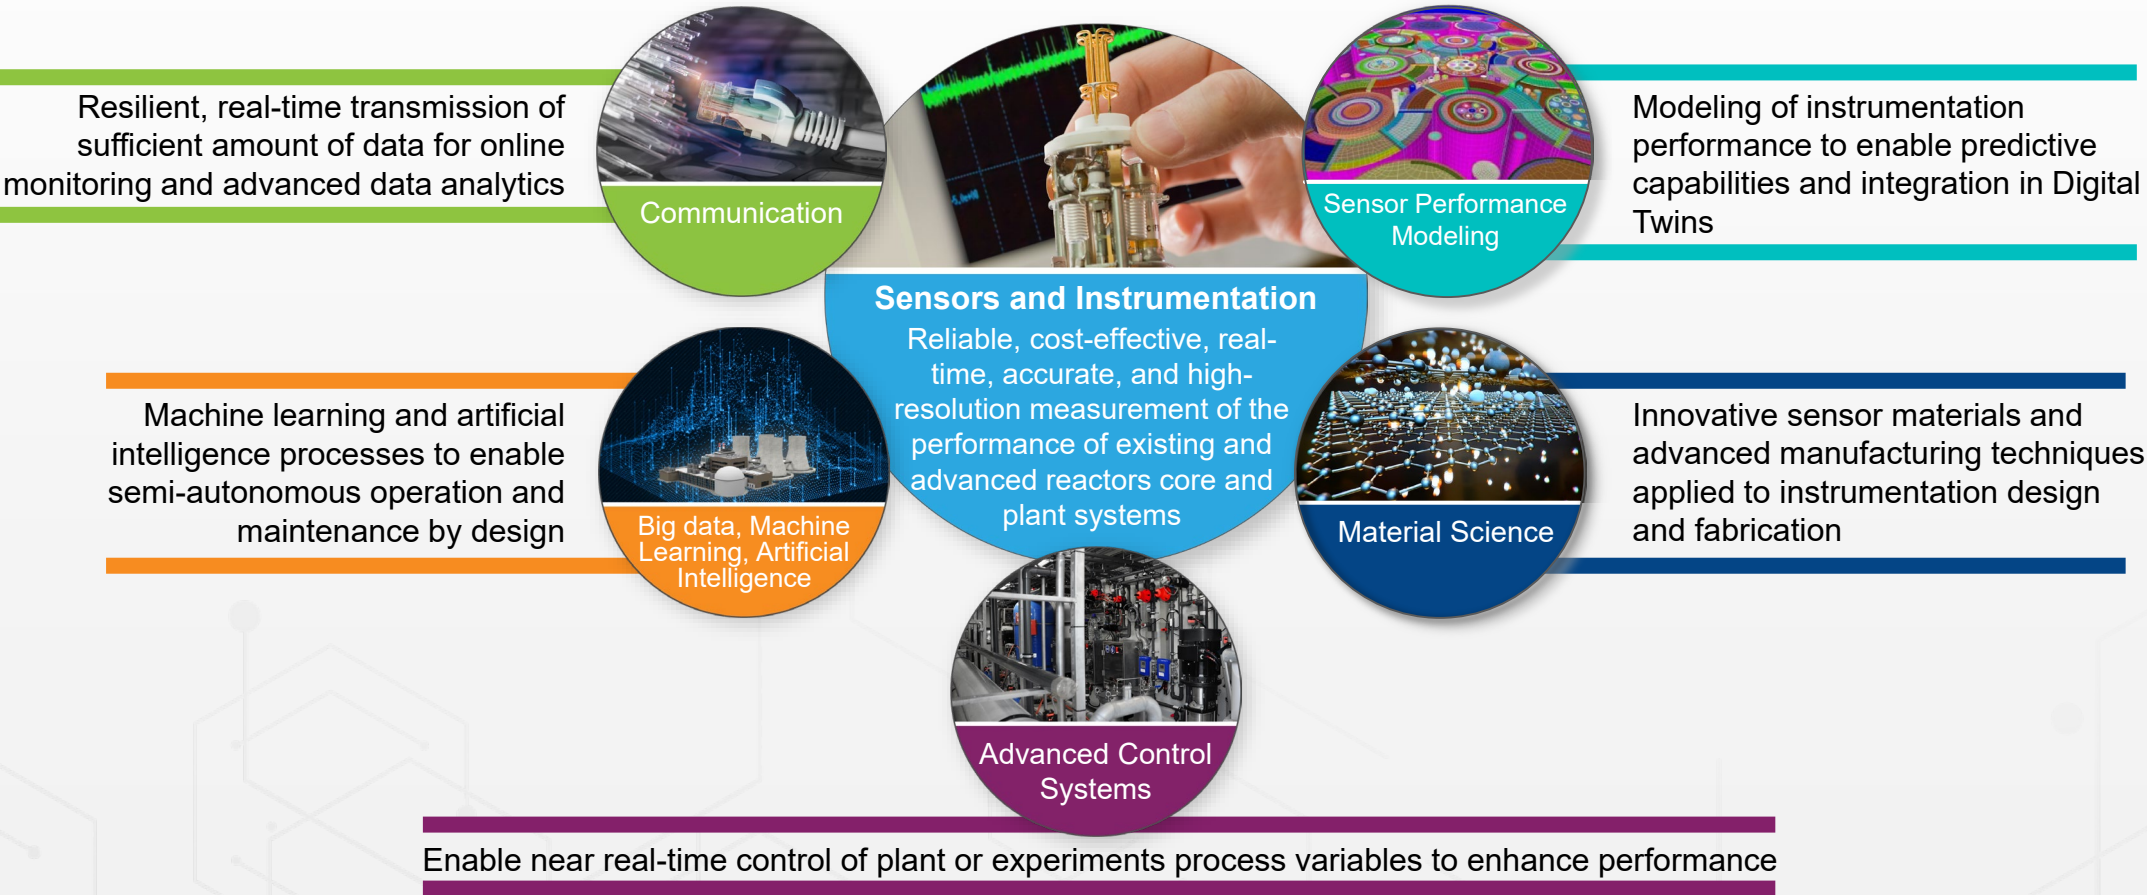 Resilient, real-time transmission of
sufficient amount of data for online
monitoring and advanced data analytics
Communication
Sensors and Instrumentation
Reliable, cost-effective, real-
time, accurate, and high-
resolution measurement of the
performance of existing and
advanced reactors core and
plant systems
Sensor Performance
Modeling
Modeling of instrumentation
performance to enable predictive
capabilities and integration in Digital
Twins
Machine learning and artificial
intelligence processes to enable
semi-autonomous operation and
maintenance by design
Big data, Machine
Learning, Artificial
Intelligence
Material Science
Innovative sensor materials and
advanced manufacturing techniques
applied to instrumentation design
and fabrication
Advanced Control
Systems
Enable near real-time control of plant or experiments process variables to enhance performance